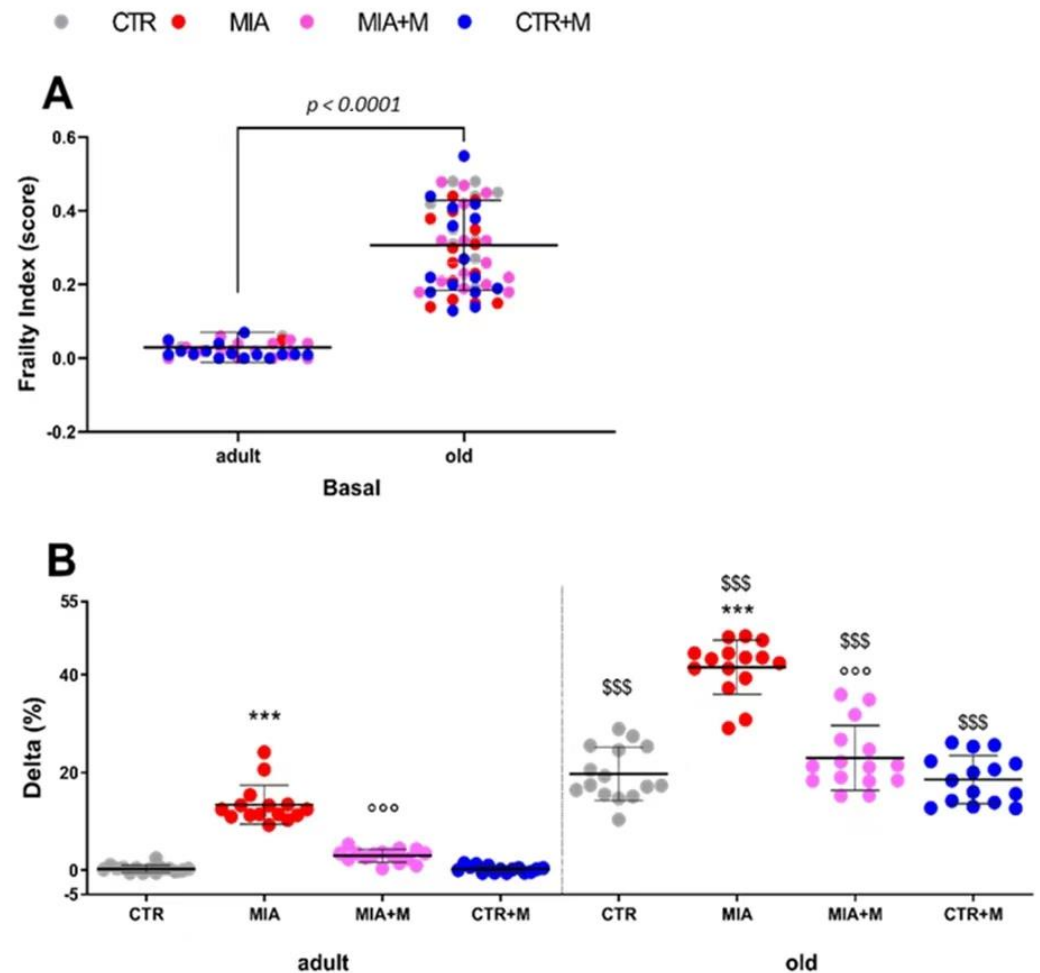 CTR MIA MIA+M CTR+M
A
p < 0.0001
Frailty Index (score)
0.6
0.4
0.2
0.0
-0.2
adult old
Basal
B
Delta (%)
55
40
20
0
-5
***
°°°
$$$
$$$
***
$$$
°°°
$$$
CTR MIA MIA+M CTR+M CTR MIA MIA+M CTR+M
adult old